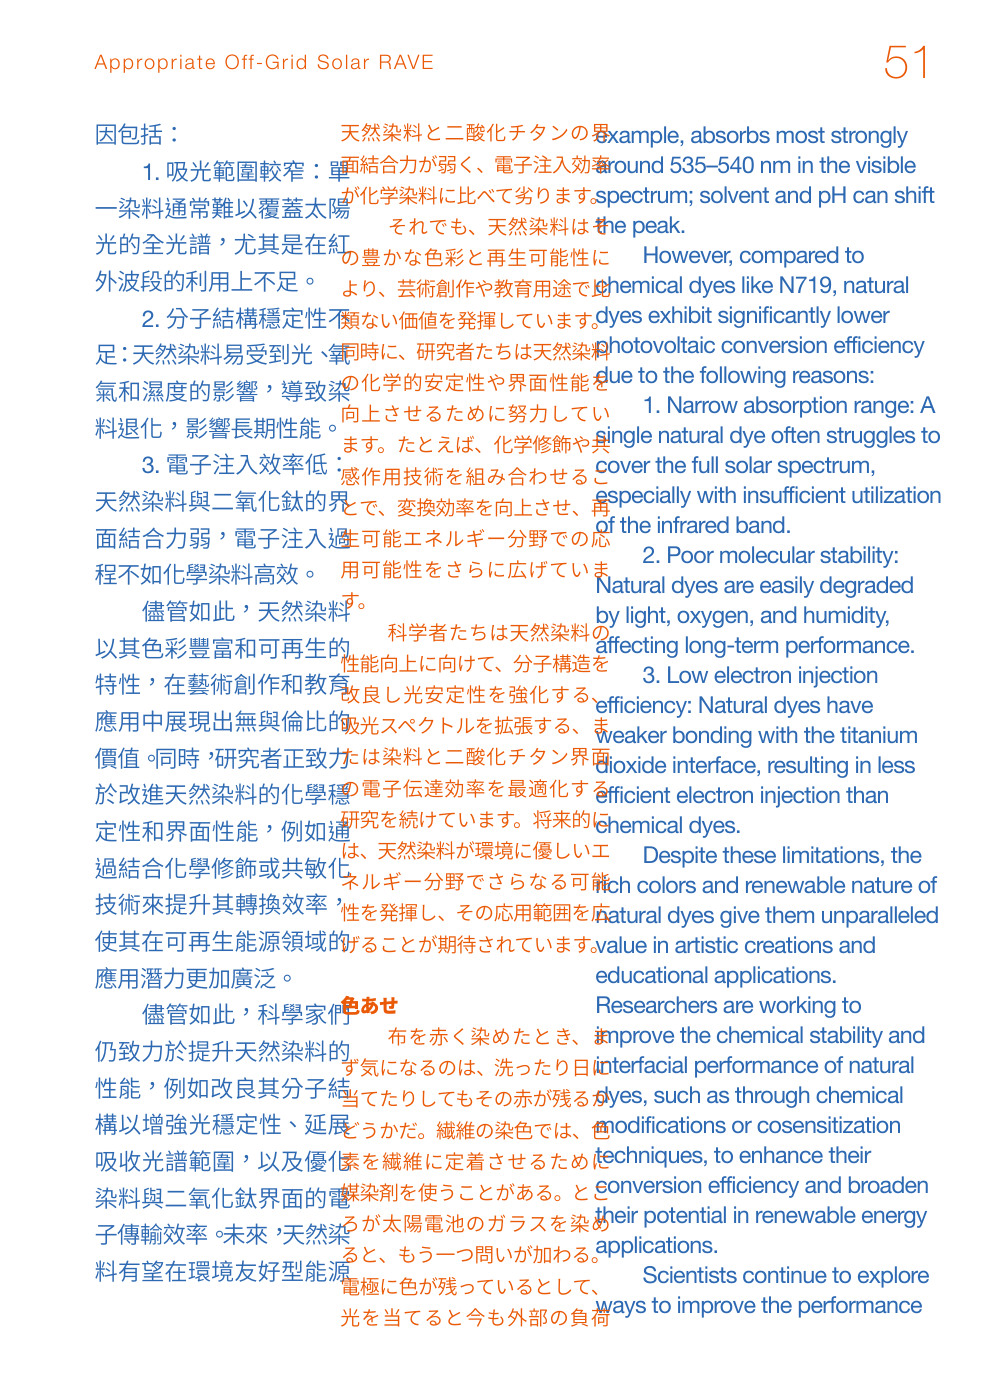 Appropriate Off-Grid Solar RAVE
51
因包括：
1. 吸光範圍較窄：單
一染料通常難以覆蓋太陽
光的全光譜，尤其是在紅
外波段的利用上不足。
2. 分子結構穩定性不
足：天然染料易受到光、氧
氣和濕度的影響，導致染
料退化，影響長期性能。
3. 電子注入效率低：
天然染料與二氧化鈦的界
面結合力弱，電子注入過
程不如化學染料高效。
儘管如此，天然染料
以其色彩豐富和可再生的
特性，在藝術創作和教育
應用中展現出無與倫比的
價值。同時，研究者正致力
於改進天然染料的化學穩
定性和界面性能，例如通
過結合化學修飾或共敏化
技術來提升其轉換效率，
使其在可再生能源領域的
應用潛力更加廣泛。
儘管如此，科學家們
仍致力於提升天然染料的
性能，例如改良其分子結
構以增強光穩定性、延展
吸收光譜範圍，以及優化
染料與二氧化鈦界面的電
子傳輸效率。未來，天然染
料有望在環境友好型能源
天然染料と二酸化チタンの界
面結合力が弱く、電子注入効率
が化学染料に比べて劣ります。
それでも、天然染料はそ
の豊かな色彩と再生可能性に
より、芸術創作や教育用途で比
類ない価値を発揮しています。
同時に、研究者たちは天然染料
の化学的安定性や界面性能を
向上させるために努力してい
ます。たとえば、化学修飾や共
感作用技術を組み合わせるこ
とで、変換効率を向上させ、再
生可能エネルギー分野での応
用可能性をさらに広げていま
す。
科学者たちは天然染料の
性能向上に向けて、分子構造を
改良し光安定性を強化する、
吸光スペクトルを拡張する、ま
たは染料と二酸化チタン界面
の電子伝達効率を最適化する
研究を続けています。将来的に
は、天然染料が環境に優しいエ
ネルギー分野でさらなる可能
性を発揮し、その応用範囲を広
げることが期待されています。
色あせ
布を赤く染めたとき、ま
ず気になるのは、洗ったり日に
当てたりしてもその赤が残るか
どうかだ。繊維の染色では、色
素を繊維に定着させるために
媒染剤を使うことがある。とこ
ろが太陽電池のガラスを染め
ると、もう一つ問いが加わる。
電極に色が残っているとして、
光を当てると今も外部の負荷
example, absorbs most strongly
around 535–540 nm in the visible
spectrum; solvent and pH can shift
the peak.
However, compared to
chemical dyes like N719, natural
dyes exhibit significantly lower
photovoltaic conversion efficiency
due to the following reasons:
1. Narrow absorption range: A
single natural dye often struggles to
cover the full solar spectrum,
especially with insufficient utilization
of the infrared band.
2. Poor molecular stability:
Natural dyes are easily degraded
by light, oxygen, and humidity,
affecting long-term performance.
3. Low electron injection
efficiency: Natural dyes have
weaker bonding with the titanium
dioxide interface, resulting in less
efficient electron injection than
chemical dyes.
Despite these limitations, the
rich colors and renewable nature of
natural dyes give them unparalleled
value in artistic creations and
educational applications.
Researchers are working to
improve the chemical stability and
interfacial performance of natural
dyes, such as through chemical
modifications or cosensitization
techniques, to enhance their
conversion efficiency and broaden
their potential in renewable energy
applications.
Scientists continue to explore
ways to improve the performance